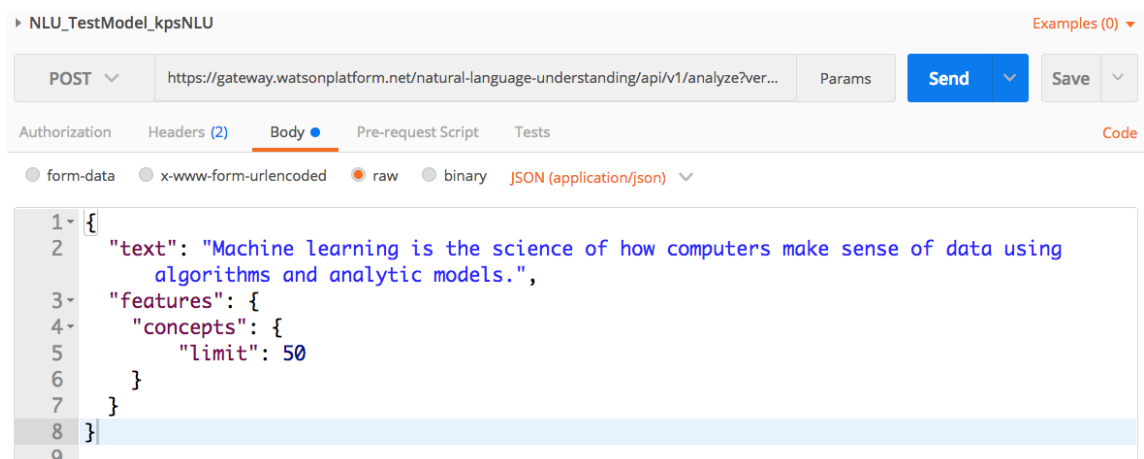 NLU_TestModel_kpsNLU Examples (0)
POST https://gateway.watsonplatform.net/natural-language-understanding/api/v1/analyze?ver... Params Send Save
Authorization Headers (2) Body Pre-request Script Tests Code
form-data x-www-form-urlencoded raw binary JSON (application/json)
1 {
2 "text": "Machine learning is the science of how computers make sense of data using
algorithms and analytic models.",
3 "features": {
4 "concepts": {
5 "limit": 50
6 }
7 }
8 }
9